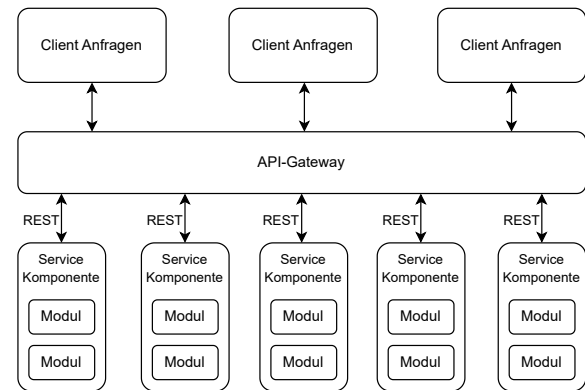 Client Anfragen
Client Anfragen
Client Anfragen
API-Gateway
REST
REST
REST
REST
REST
Service
Komponente
Service
Komponente
Service
Komponente
Service
Komponente
Service
Komponente
Modul
Modul
Modul
Modul
Modul
Modul
Modul
Modul
Modul
Modul